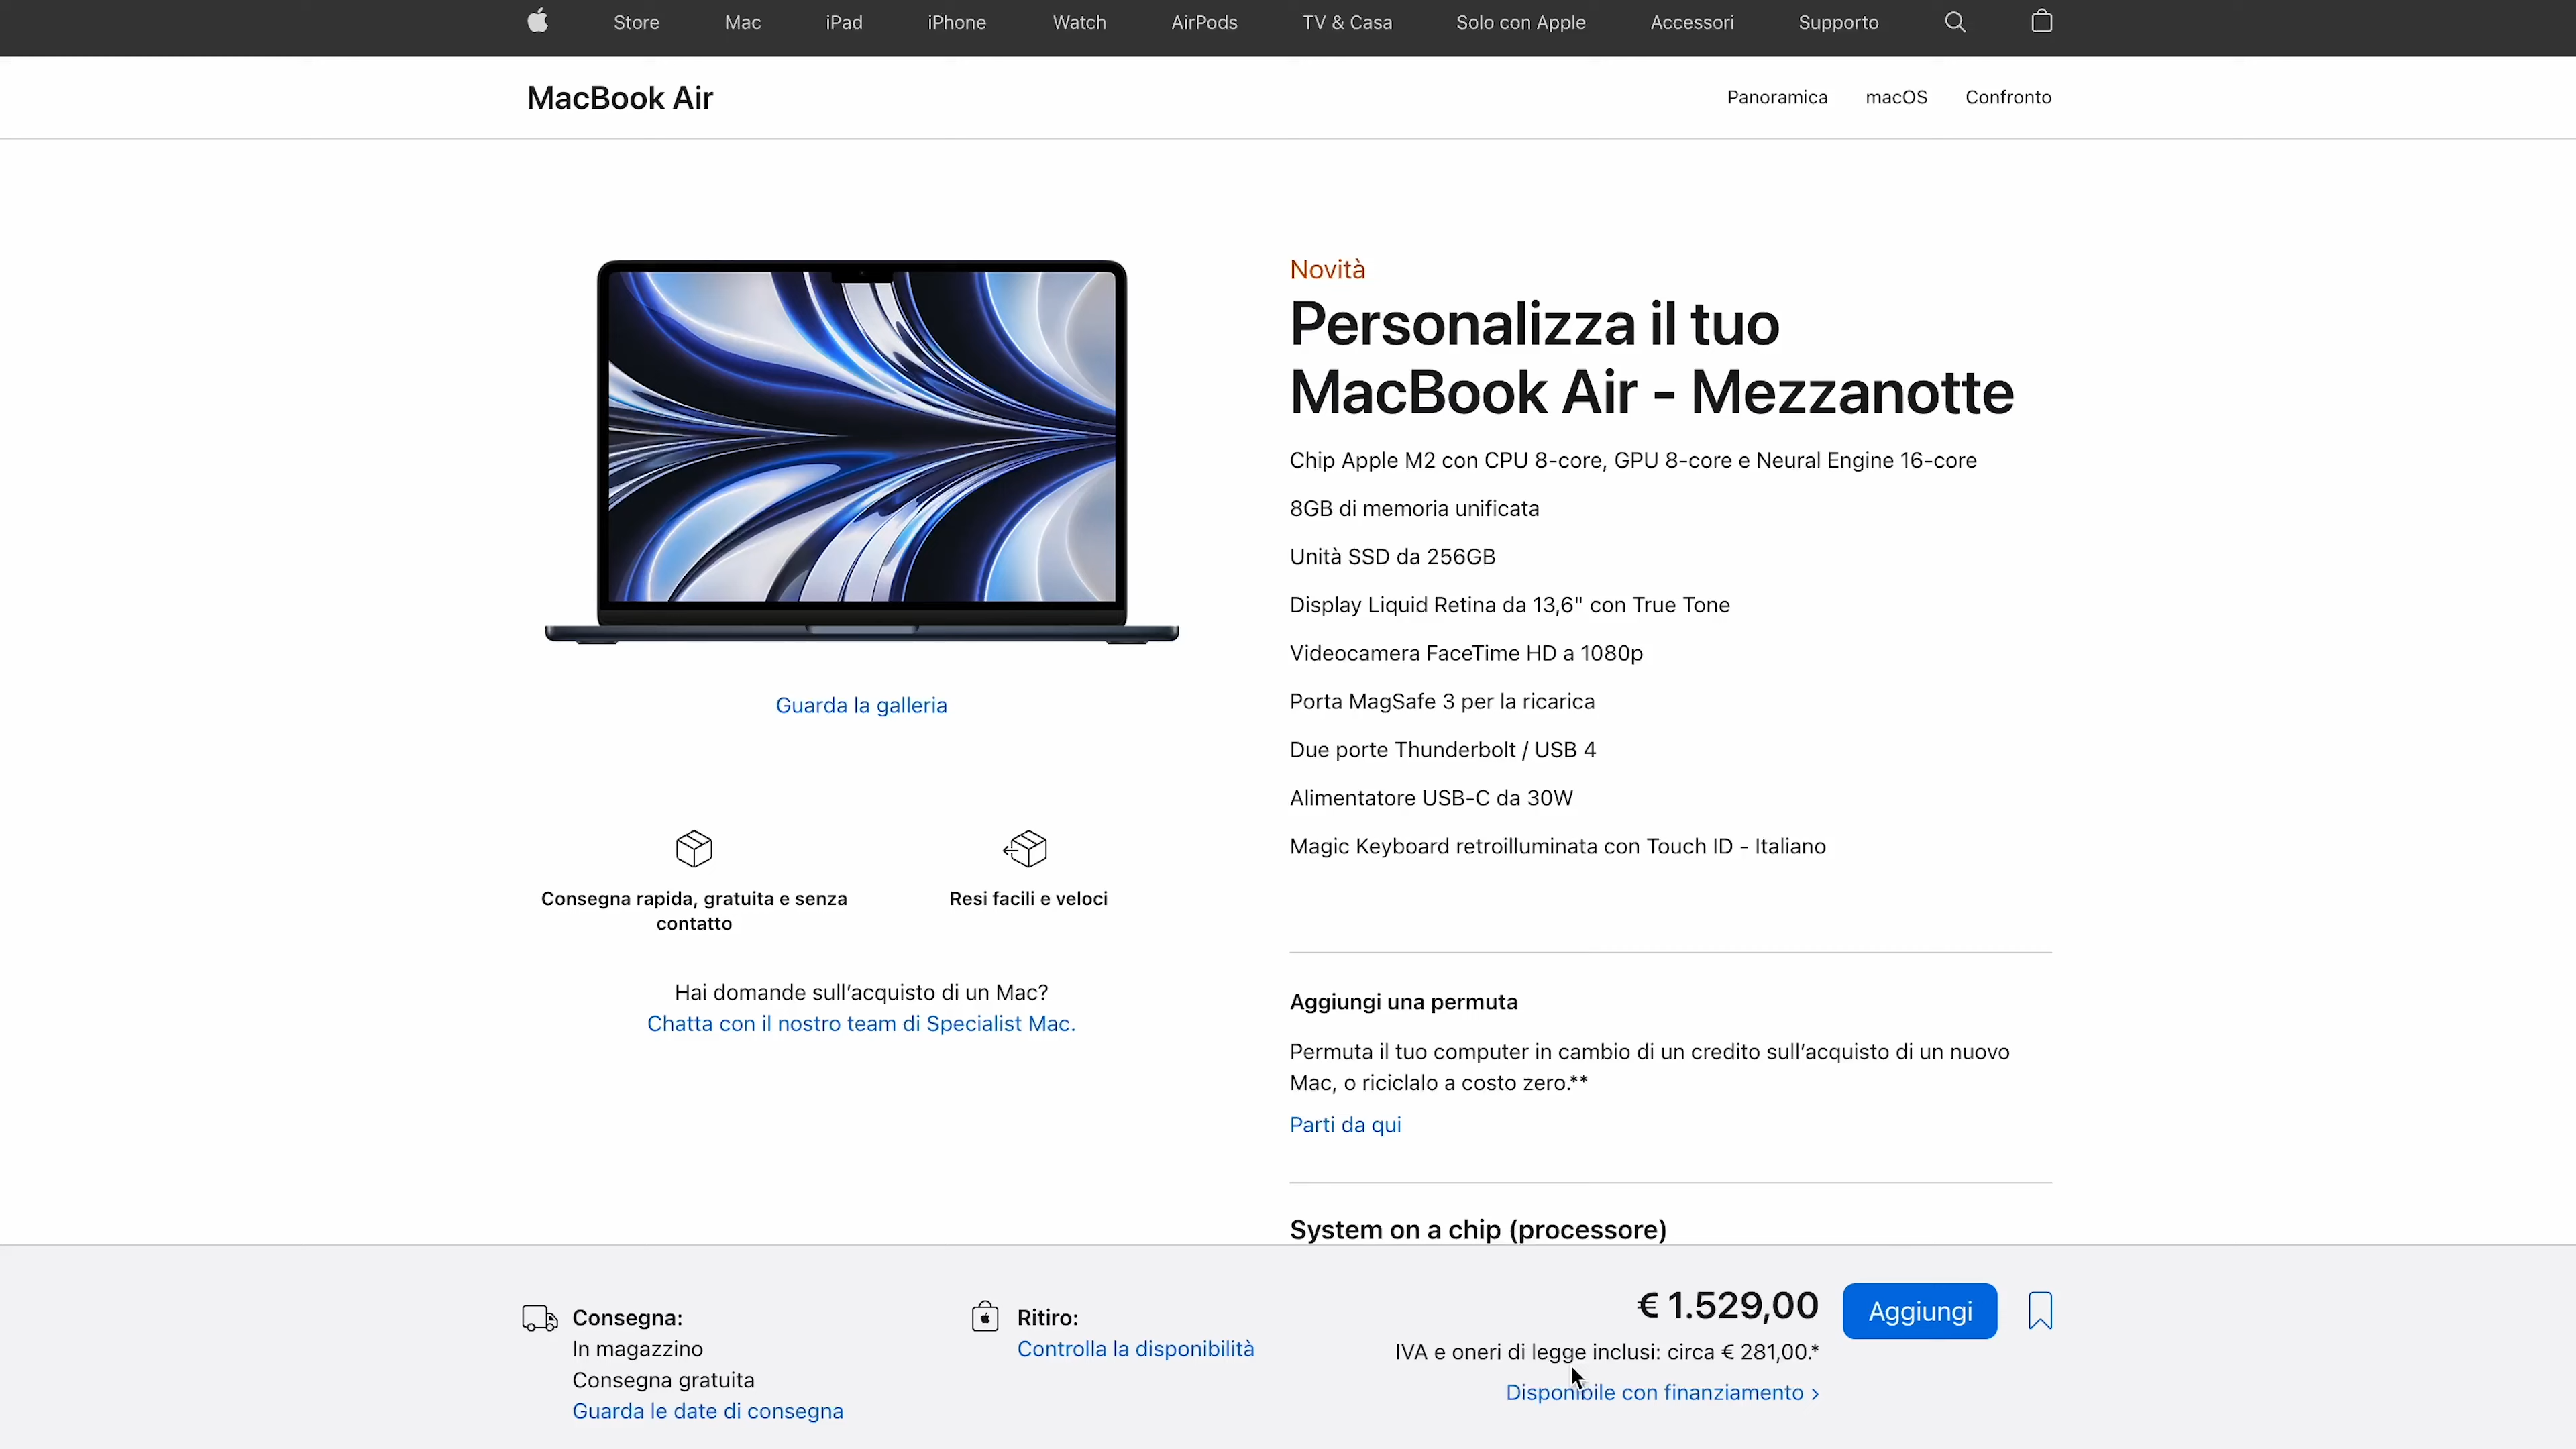 Store Mac iPad iPhone Watch AirPods TV & Casa Solo con Apple Accessori Supporto
MacBook Air
Panoramica macOS Confronto
Guarda la galleria
Consegna rapida, gratuita e senza
contatto
Resi facili e veloci
Hai domande sull'acquisto di un Mac?
Chatta con il nostro team di Specialist Mac.
Novità
Personalizza il tuo
MacBook Air - Mezzanotte
Chip Apple M2 con CPU 8-core, GPU 8-core e Neural Engine 16-core
8GB di memoria unificata
Unità SSD da 256GB
Display Liquid Retina da 13,6" con True Tone
Videocamera FaceTime HD a 1080p
Porta MagSafe 3 per la ricarica
Due porte Thunderbolt / USB 4
Alimentatore USB-C da 30W
Magic Keyboard retroilluminata con Touch ID - Italiano
Aggiungi una permuta
Permuta il tuo computer in cambio di un credito sull'acquisto di un nuovo
Mac, o riciclalo a costo zero.**
Parti da qui
System on a chip (processore)
Consegna:
In magazzino
Consegna gratuita
Guarda le date di consegna
Ritiro:
Controlla la disponibilità
€ 1.529,00
IVA e oneri di legge inclusi: circa € 281,00.*
Disponibile con finanziamento >
Aggiungi